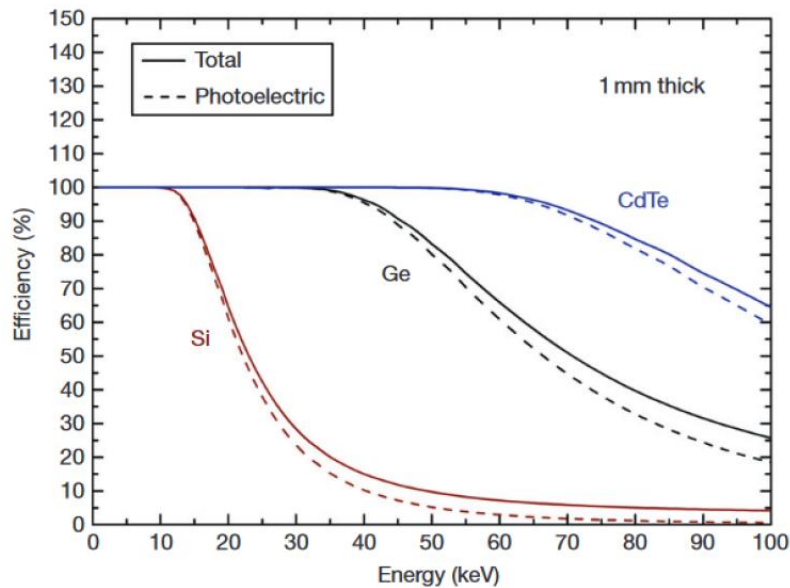 150
140
130
120
110
100
90
80
70
60
50
40
30
20
10
0
Efficiency (%)
Total
Photoelectric
1 mm thick
CdTe
Ge
Si
0 10 20 30 40 50 60 70 80 90 100
Energy (keV)